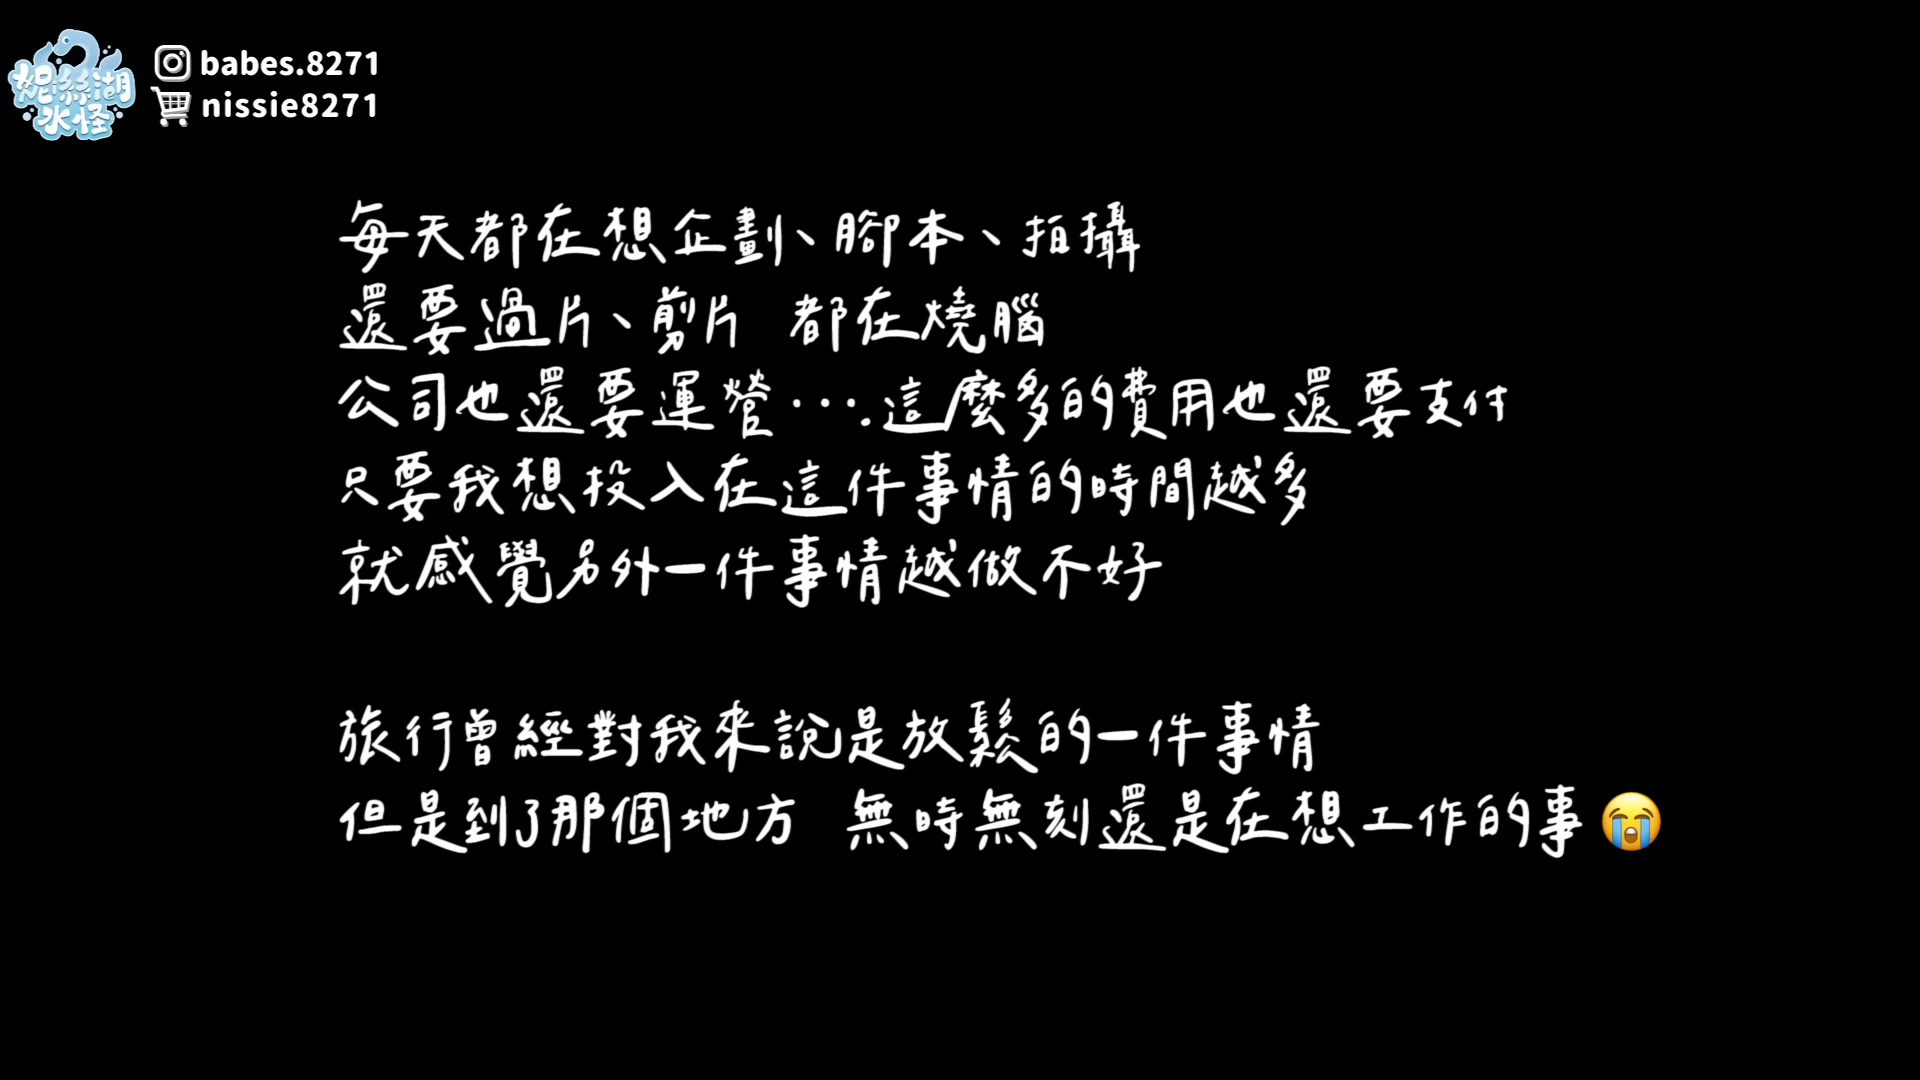 妮絲湖
水怪
babes.8271
nissie8271
每天都在想企劃、腳本、拍攝
還要過片、剪片 都在燒腦
公司也還要運營….這麼多的費用也還要支付
只要我想投入在這件事情的時間越多
就感覺另外一件事情越做不好
旅行曾經對我來說是放鬆的一件事情
但是到了那個地方 無時無刻還是在想工作的事😭